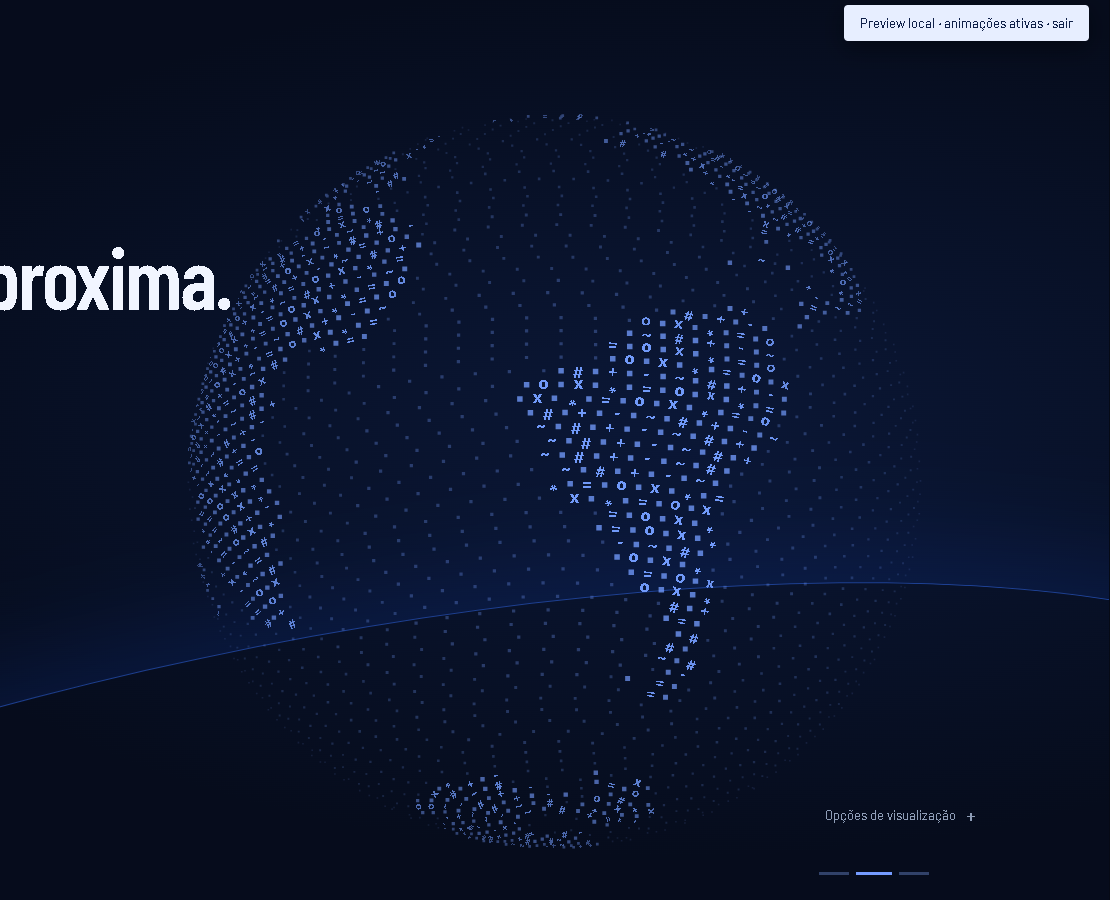 Preview local · animações ativas · sair
proxima.
Opções de visualização +